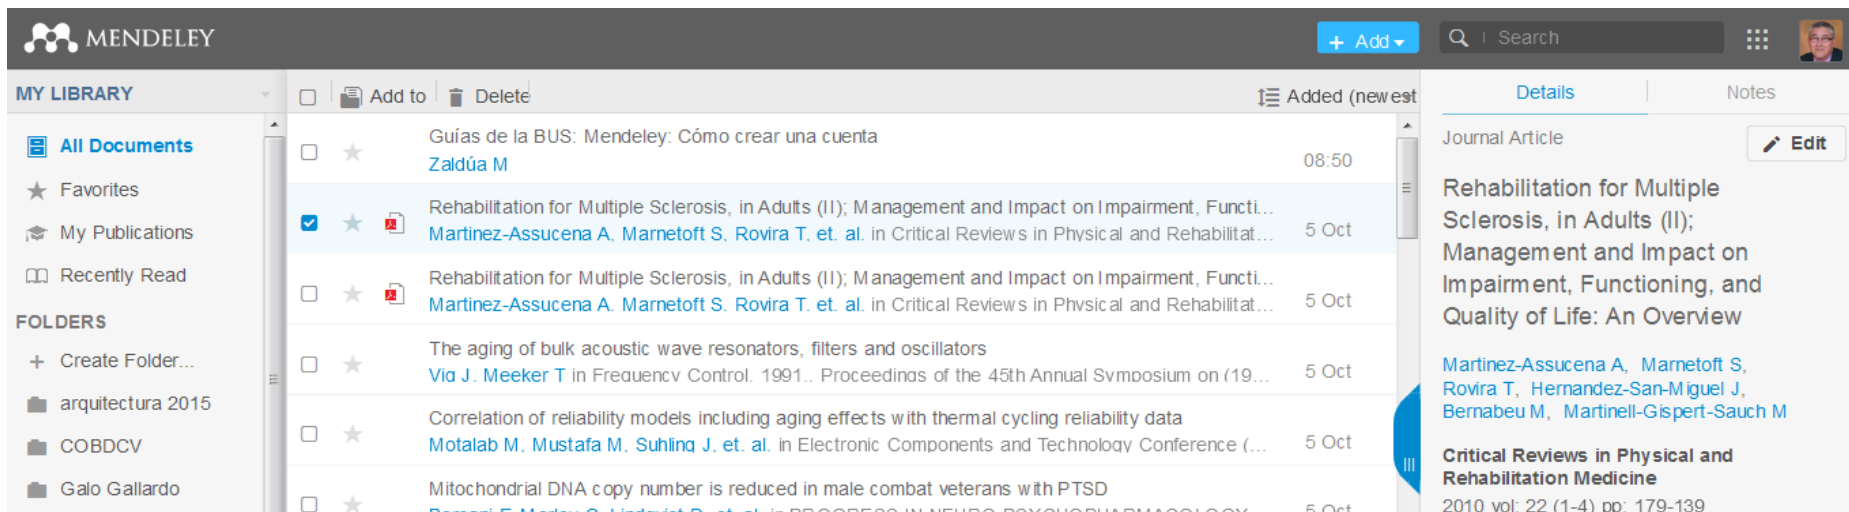 MENDELEY
+ Add
Search
MY LIBRARY
All Documents
Favorites
My Publications
Recently Read
FOLDERS
+ Create Folder...
arquitectura 2015
COBDCV
Galo Gallardo
Add to
Delete
Added (newest
Guías de la BUS: Mendeley: Cómo crear una cuenta
Zaldúa M
08:50
Rehabilitation for Multiple Sclerosis, in Adults (II); Management and Impact on Impairment, Functi...
Martinez-Assucena A, Marnetoft S, Rovira T, et. al. in Critical Reviews in Physical and Rehabilitat...
5 Oct
Rehabilitation for Multiple Sclerosis, in Adults (II); Management and Impact on Impairment, Functi...
Martinez-Assucena A, Marnetoft S, Rovira T, et. al. in Critical Reviews in Physical and Rehabilitat...
5 Oct
The aging of bulk acoustic wave resonators, filters and oscillators
Vig J, Meeker T in Frequency Control, 1991., Proceedings of the 45th Annual Symposium on (19...
5 Oct
Correlation of reliability models including aging effects with thermal cycling reliability data
Motalab M, Mustafa M, Suhling J, et. al. in Electronic Components and Technology Conference (...
5 Oct
Mitochondrial DNA copy number is reduced in male combat veterans with PTSD
5 Oct
Details
Notes
Journal Article
Edit
Rehabilitation for Multiple
Sclerosis, in Adults (II);
Management and Impact on
Impairment, Functioning, and
Quality of Life: An Overview
Martinez-Assucena A, Marnetoft S,
Rovira T, Hernandez-San-Miguel J,
Bernabeu M, Martinell-Gispert-Sauch M
Critical Reviews in Physical and
Rehabilitation Medicine
2010 vol: 22 (1-4) pp: 179-139